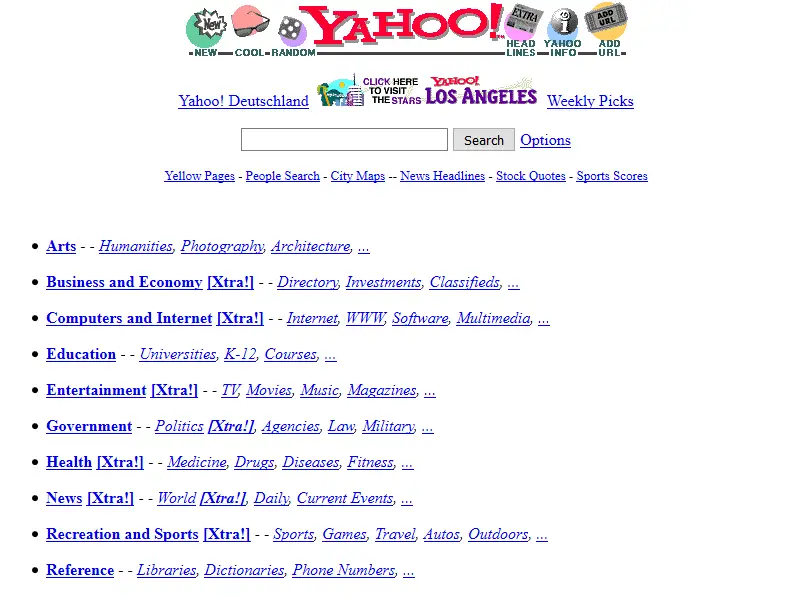 New EXTRA i ADD URL
YAHOO!
NEW COOL RANDOM HEAD LINES YAHOO INFO ADD URL
Yahoo! Deutschland CLICK HERE TO VISIT THE STARS YAHOO! LOS ANGELES Weekly Picks
Search Options
Yellow Pages - People Search - City Maps -- News Headlines - Stock Quotes - Sports Scores
• Arts - - Humanities, Photography, Architecture, ...
• Business and Economy [Xtra!] - - Directory, Investments, Classifieds, ...
• Computers and Internet [Xtra!] - - Internet, WWW, Software, Multimedia, ...
• Education - - Universities, K-12, Courses, ...
• Entertainment [Xtra!] - - TV, Movies, Music, Magazines, ...
• Government - - Politics [Xtra!], Agencies, Law, Military, ...
• Health [Xtra!] - - Medicine, Drugs, Diseases, Fitness, ...
• News [Xtra!] - - World [Xtra!], Daily, Current Events, ...
• Recreation and Sports [Xtra!] - - Sports, Games, Travel, Autos, Outdoors, ...
• Reference - - Libraries, Dictionaries, Phone Numbers, ...